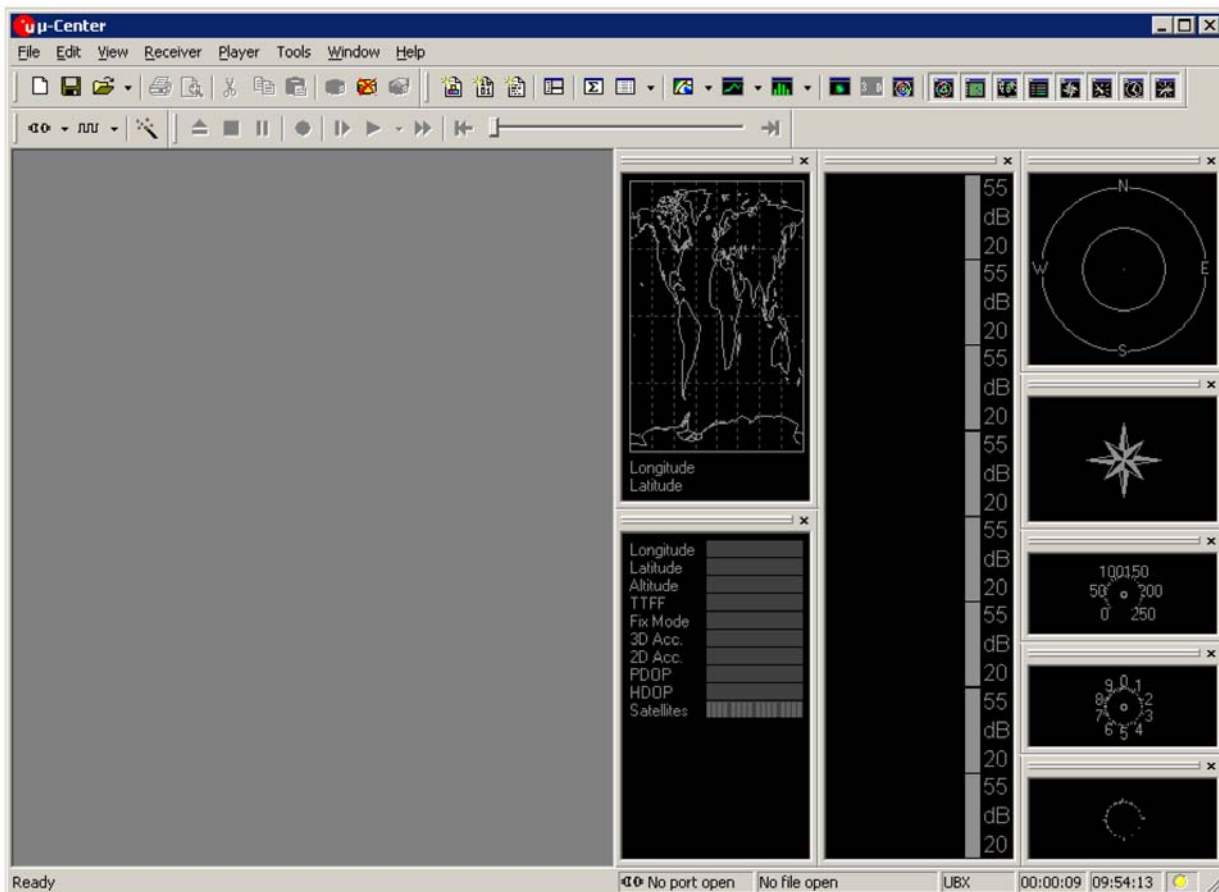 u µ-Center
File Edit View Receiver Player Tools Window Help
Longitude
Latitude
Longitude
Latitude
Altitude
TTFF
Fix Mode
3D Acc.
2D Acc.
PDOP
HDOP
Satellites
55
dB
20
55
dB
20
55
dB
20
55
dB
20
55
dB
20
55
dB
20
55
dB
20
55
dB
20
N
W E
S
100 150
50 200
0 250
9 0 1
8 2
7 3
6 5 4
Ready No port open No file open UBX 00:00:09 09:54:13